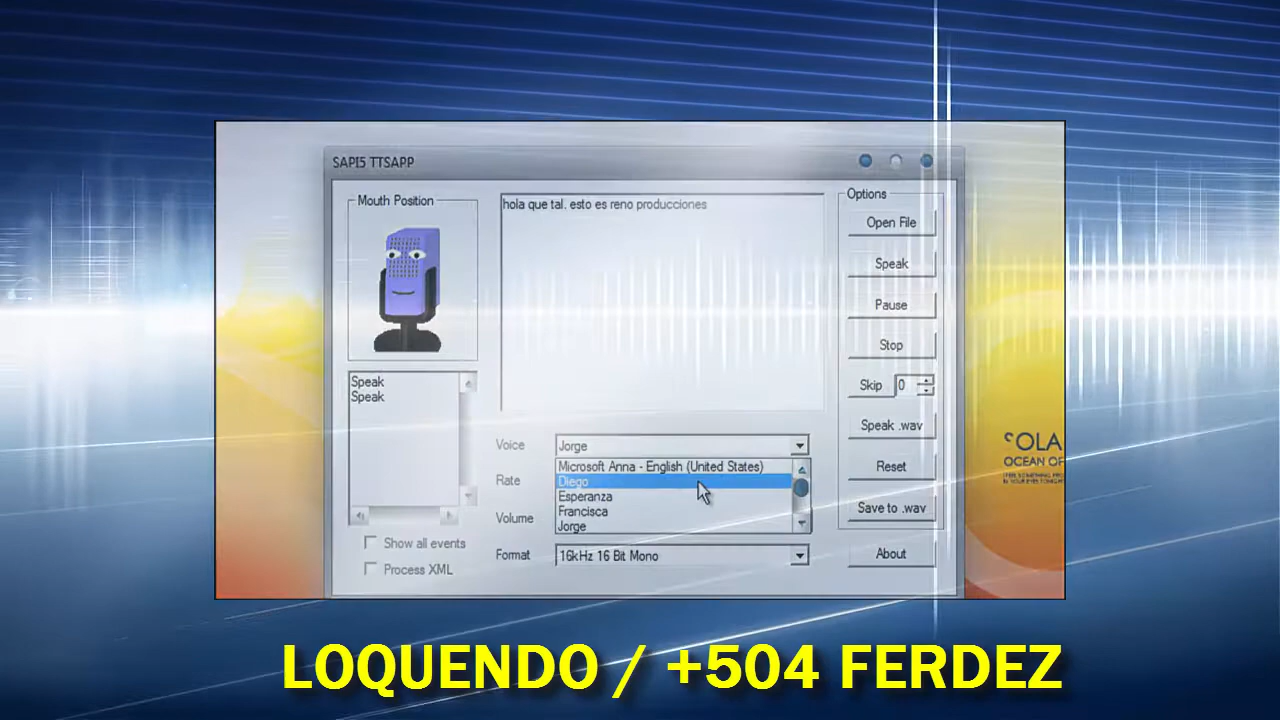 SAPI5 TTSAPP
Mouth Position
hola que tal. esto es reno producciones
Options
Open File
Speak
Pause
Stop
Skip 0
Speak .wav
Reset
Save to .wav
About
Speak
Speak
Show all events
Process XML
Voice Jorge
Microsoft Anna - English (United States)
Rate
Diego
Esperanza
Francisca
Volume
Jorge
Format 16kHz 16 Bit Mono
OLA
OCEAN OF
LOQUENDO / +504 FERDEZ